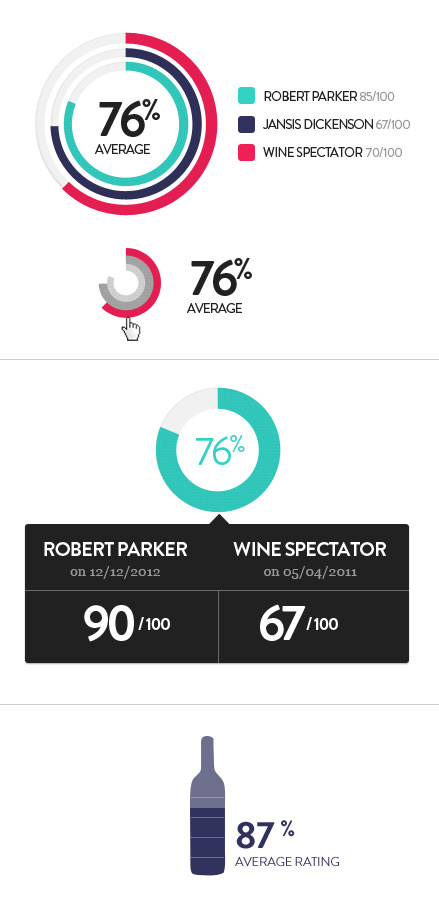 76%
AVERAGE
ROBERT PARKER 85/100
JANSIS DICKENSON 67/100
WINE SPECTATOR 70/100
76%
AVERAGE
76%
ROBERT PARKER
on 12/12/2012
90/100
WINE SPECTATOR
on 05/04/2011
67/100
87%
AVERAGE RATING